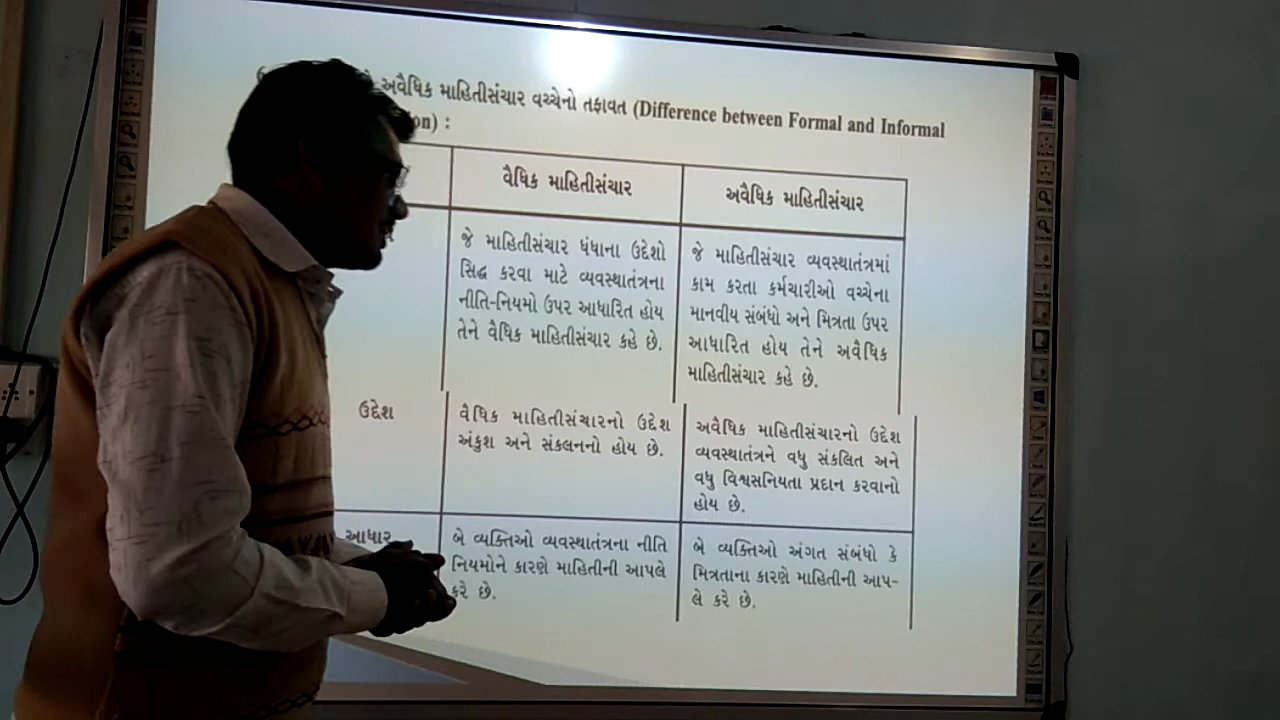 અવૈધિક માહિતીસંચાર વચ્ચેનો તફાવત (Difference between Formal and Informal
on) :
વૈધિક માહિતીસંચાર
અવૈધિક માહિતીસંચાર
જે માહિતીસંચાર ધંધાના ઉદેશો
સિદ્ધ કરવા માટે વ્યવસ્થાતંત્રના
નીતિ-નિયમો ઉપર આધારિત હોય
તેને વૈધિક માહિતીસંચાર કહે છે.
જે માહિતીસંચાર વ્યવસ્થાતંત્રમાં
કામ કરતા કર્મચારીઓ વચ્ચેના
માનવીય સંબંધો અને મિત્રતા ઉપર
આધારિત હોય તેને અવૈધિક
માહિતીસંચાર કહે છે.
ઉદેશ
વૈધિક માહિતીસંચારનો ઉદેશ
અંકુશ અને સંકલનનો હોય છે.
અવૈધિક માહિતીસંચારનો ઉદેશ
વ્યવસ્થાતંત્રને વધુ સંકલિત અને
વધુ વિશ્વસનિયતા પ્રદાન કરવાનો
હોય છે.
આધાર
બે વ્યક્તિઓ વ્યવસ્થાતંત્રના નીતિ
નિયમોને કારણે માહિતીની આપલે
કરે છે.
બે વ્યક્તિઓ અંગત સંબંધો કે
મિત્રતાના કારણે માહિતીની આપ-
લે કરે છે.